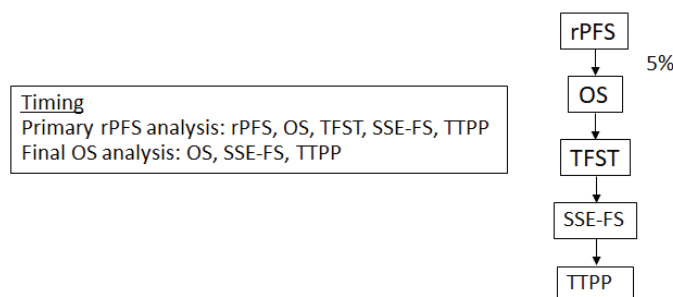 rPFS
5%
OS
Timing
Primary rPFS analysis: rPFS, OS, TFST, SSE-FS, TTPP
Final OS analysis: OS, SSE-FS, TTPP
TFST
SSE-FS
TTPP